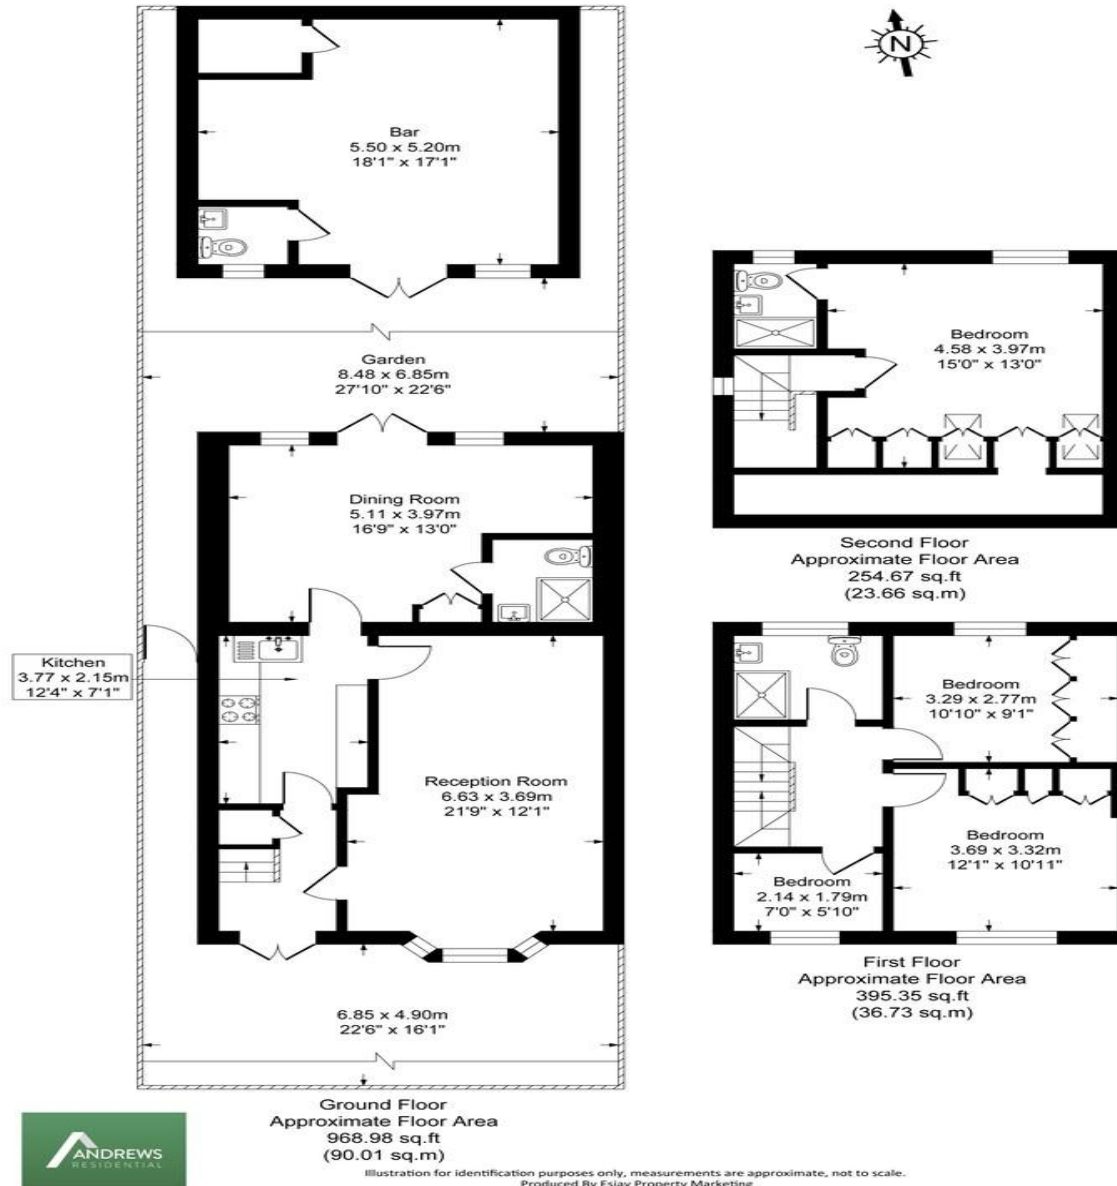 N
Bar
5.50 x 5.20m
18'1" x 17'1"
Garden
8.48 x 6.85m
27'10" x 22'6"
Dining Room
5.11 x 3.97m
16'9" x 13'0"
Kitchen
3.77 x 2.15m
12'4" x 7'1"
Reception Room
6.63 x 3.69m
21'9" x 12'1"
6.85 x 4.90m
22'6" x 16'1"
Ground Floor
Approximate Floor Area
968.98 sq.ft
(90.01 sq.m)
Bedroom
4.58 x 3.97m
15'0" x 13'0"
Second Floor
Approximate Floor Area
254.67 sq.ft
(23.66 sq.m)
Bedroom
3.29 x 2.77m
10'10" x 9'1"
Bedroom
3.69 x 3.32m
12'1" x 10'11"
Bedroom
2.14 x 1.79m
7'0" x 5'10"
First Floor
Approximate Floor Area
395.35 sq.ft
(36.73 sq.m)
ANDREWS
RESIDENTIAL
Illustration for identification purposes only, measurements are approximate, not to scale.
Produced By Esjay Property Marketing